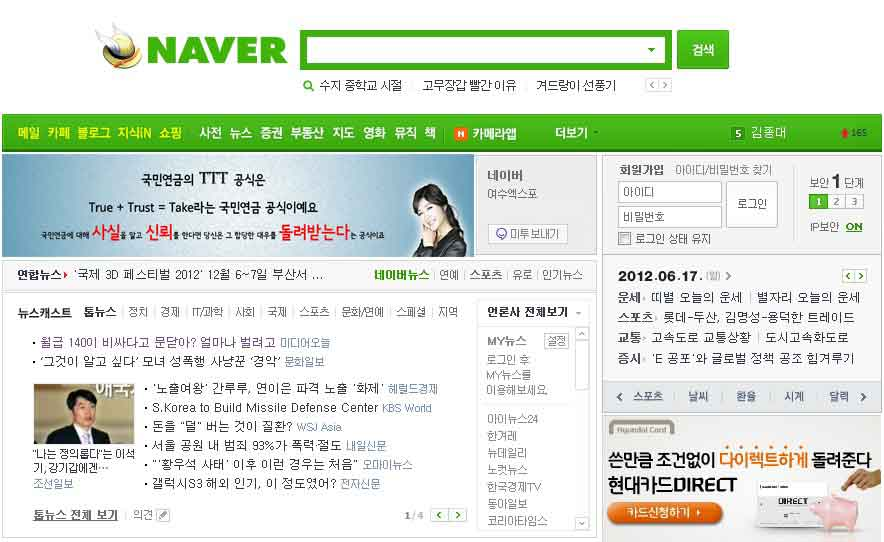 NAVER
검색
수지 중학교 시절 고무장갑 빨간 이유 겨드랑이 선풍기
메일 카페 블로그 지식iN 쇼핑 사전 뉴스 증권 부동산 지도 영화 뮤직 책 N 카메라앱 더보기 5 김종대 165
국민연금의 TTT 공식은
True + Trust = Take라는 국민연금 공식이예요
국민연금에 대해 사실을 알고 신뢰를 한다면 당신은 그 합당한 대우를 돌려받는다는 공식이죠
네이버
여수엑스포
미투 보내기
회원가입 아이디/비밀번호 찾기
아이디
비밀번호
로그인
로그인 상태 유지
보안 1 단계
1 2 3
IP보안 ON
연합뉴스 '국제 3D 페스티벌 2012' 12월 6~7일 부산서 ...
네이버뉴스 연예 스포츠 유로 인기뉴스
뉴스캐스트 톱뉴스 정치 경제 IT/과학 사회 국제 스포츠 문화/연예 스페셜 지역
월급 140이 비싸다고 문닫아? 얼마나 벌려고 미디어오늘
‘그것이 알고 싶다’ 모녀 성폭행 사냥꾼 ‘경악’ 문화일보
"나는 정의롭다"는 이석기, 강기갑에겐…
조선일보
'노출여왕' 간루루, 연이은 파격 노출 '화제' 헤럴드경제
S.Korea to Build Missile Defense Center KBS World
돈을 "덜" 버는 것이 질환? WSJ Asia
서울 공원 내 범죄 93%가 폭력·절도 내일신문
"'황우석 사태' 이후 이런 경우는 처음" 오마이뉴스
갤럭시S3 해외 인기, 이 정도였어? 전자신문
톱뉴스 전체 보기 의견
1/4
언론사 전체보기
MY뉴스 설정
로그인 후
MY뉴스를
이용해보세요.
아이뉴스24
한겨레
뉴데일리
노컷뉴스
한국경제TV
동아일보
코리아타임스
2012.06.17. (일)
운세 띠별 오늘의 운세 별자리 오늘의 운세
스포츠 롯데-두산, 김명성-용덕한 트레이드
교통 고속도로 교통상황 도시고속화도로
증시 'E 공포'와 글로벌 정책 공조 힘겨루기
스포츠 날씨 환율 시계 달력
Hyundai Card
쓴만큼 조건없이 다이렉트하게 돌려준다
현대카드DIRECT
카드신청하기
DIRECT